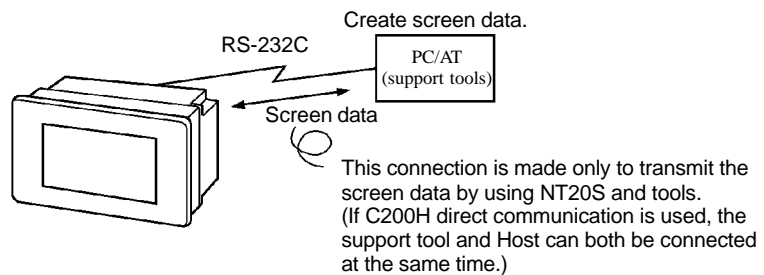 Create screen data.
RS-232C
PC/AT
(support tools)
Screen data
This connection is made only to transmit the
screen data by using NT20S and tools.
(If C200H direct communication is used, the
support tool and Host can both be connected
at the same time.)